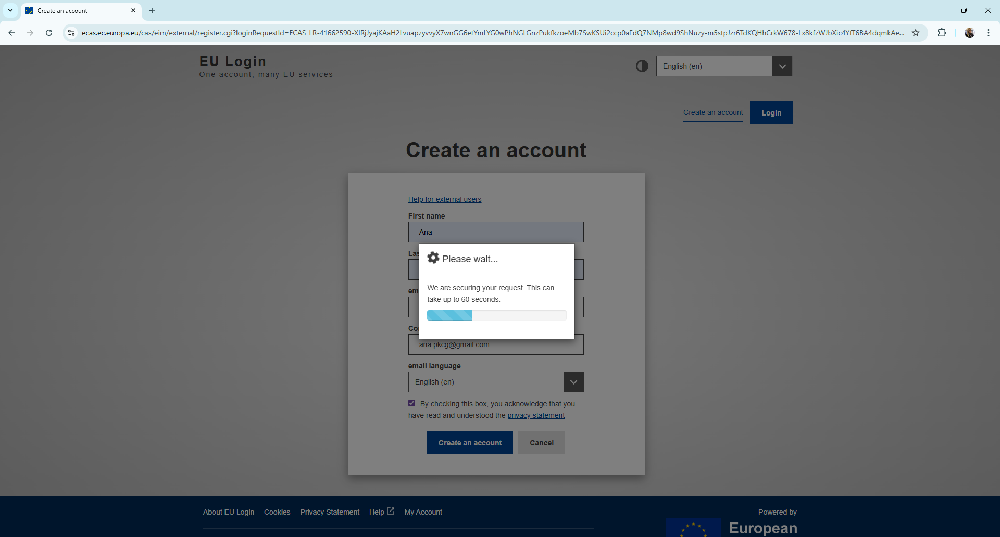 Create an account
ecas.ec.europa.eu/cas/eim/external/register.cgi?loginRequestId=ECAS_LR-41662590-XIRjJyajKAaH2LvuapzyvvyX7wnGG6etYmLYG0wPhNGLGnzPukfkzoeMb7SwKSUi2ccp0aFdQ7NMp8wd9ShNuzy-m5stpJzr6TdKQHhCrkW678-Lx8kfzWJbXic4YfT6BA4dqmkAe...
EU Login
One account, many EU services
English (en)
Create an account
Login
Create an account
Help for external users
First name
Ana
Las
Please wait...
We are securing your request. This can
take up to 60 seconds.
ema
Con
ana.pkcg@gmail.com
email language
English (en)
By checking this box, you acknowledge that you
have read and understood the privacy statement
Create an account
Cancel
About EU Login
Cookies
Privacy Statement
Help
My Account
Powered by
European